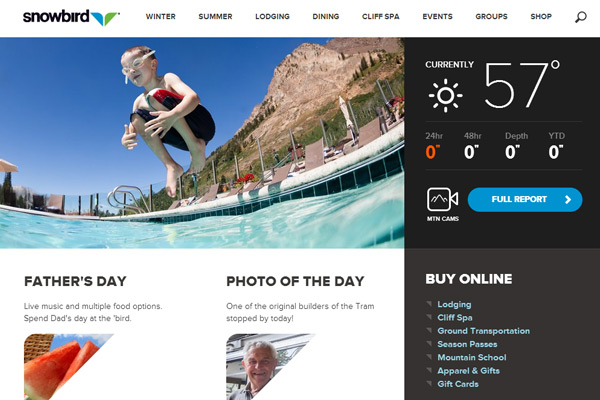 snowbird
WINTER SUMMER LODGING DINING CLIFF SPA EVENTS GROUPS SHOP
CURRENTLY
57°
24hr 48hr Depth YTD
0" 0" 0" 0"
MTN CAMS
FULL REPORT
FATHER'S DAY
Live music and multiple food options.
Spend Dad's day at the 'bird.
PHOTO OF THE DAY
One of the original builders of the Tram
stopped by today!
BUY ONLINE
Lodging
Cliff Spa
Ground Transportation
Season Passes
Mountain School
Apparel & Gifts
Gift Cards